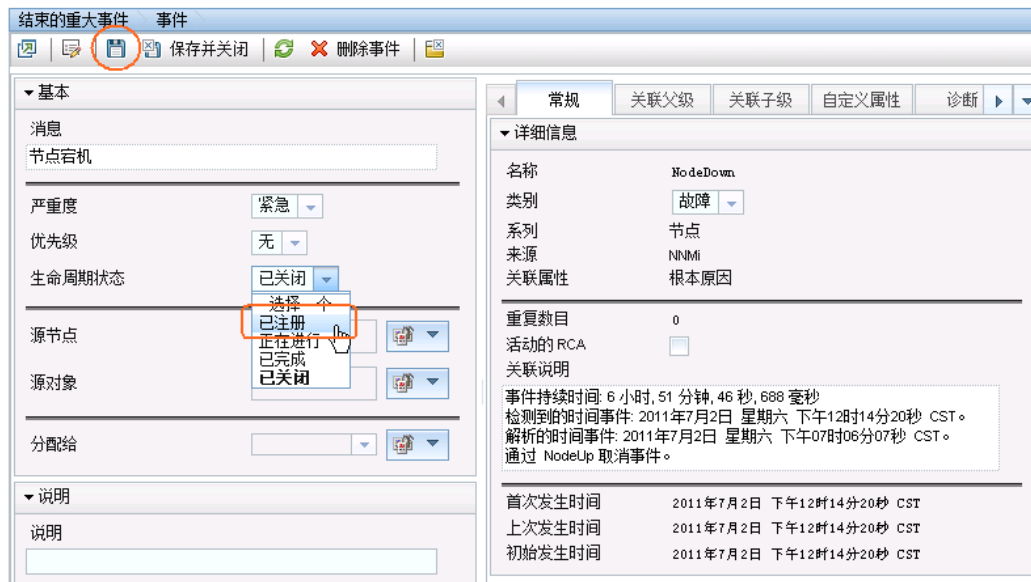 结束的重大事件 事件
保存并关闭 删除事件
基本
消息
节点宕机
严重度 紧急
优先级 无
生命周期状态 已关闭
选择一个
已注册
正在进行
已完成
已关闭
源节点
源对象
分配给
说明
说明
常规 关联父级 关联子级 自定义属性 诊断
详细信息
名称 NodeDown
类别 故障
系列 节点
来源 NNMi
关联属性 根本原因
重复数目 0
活动的 RCA
关联说明
事件持续时间: 6 小时, 51 分钟, 46 秒, 688 毫秒
检测到的时间事件: 2011年7月2日 星期六 下午12时14分20秒 CST。
解析的时间事件: 2011年7月2日 星期六 下午07时06分07秒 CST。
通过 NodeUp 取消事件。
首次发生时间 2011年7月2日 下午12时14分20秒 CST
上次发生时间 2011年7月2日 下午12时14分20秒 CST
初始发生时间 2011年7月2日 下午12时14分20秒 CST